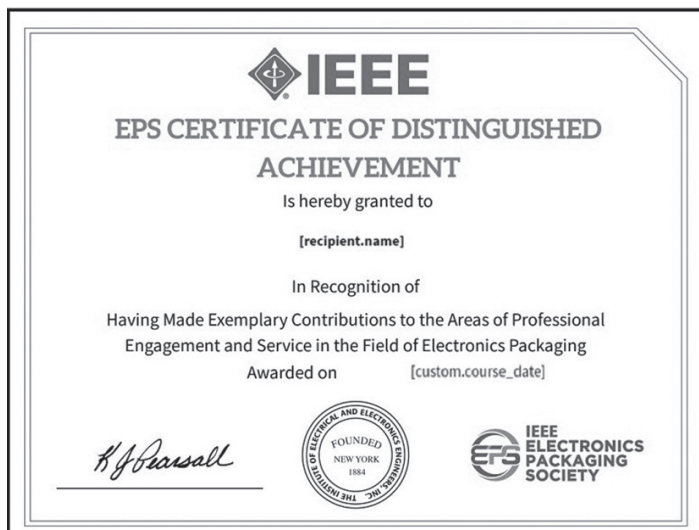 IEEE
EPS CERTIFICATE OF DISTINGUISHED
ACHIEVEMENT
Is hereby granted to
[recipient.name]
In Recognition of
Having Made Exemplary Contributions to the Areas of Professional
Engagement and Service in the Field of Electronics Packaging
Awarded on [custom.course_date]
K J Pearsall
THE INSTITUTE OF ELECTRICAL AND ELECTRONICS ENGINEERS, INC.
FOUNDED
NEW YORK
1884
EPS
IEEE
ELECTRONICS
PACKAGING
SOCIETY